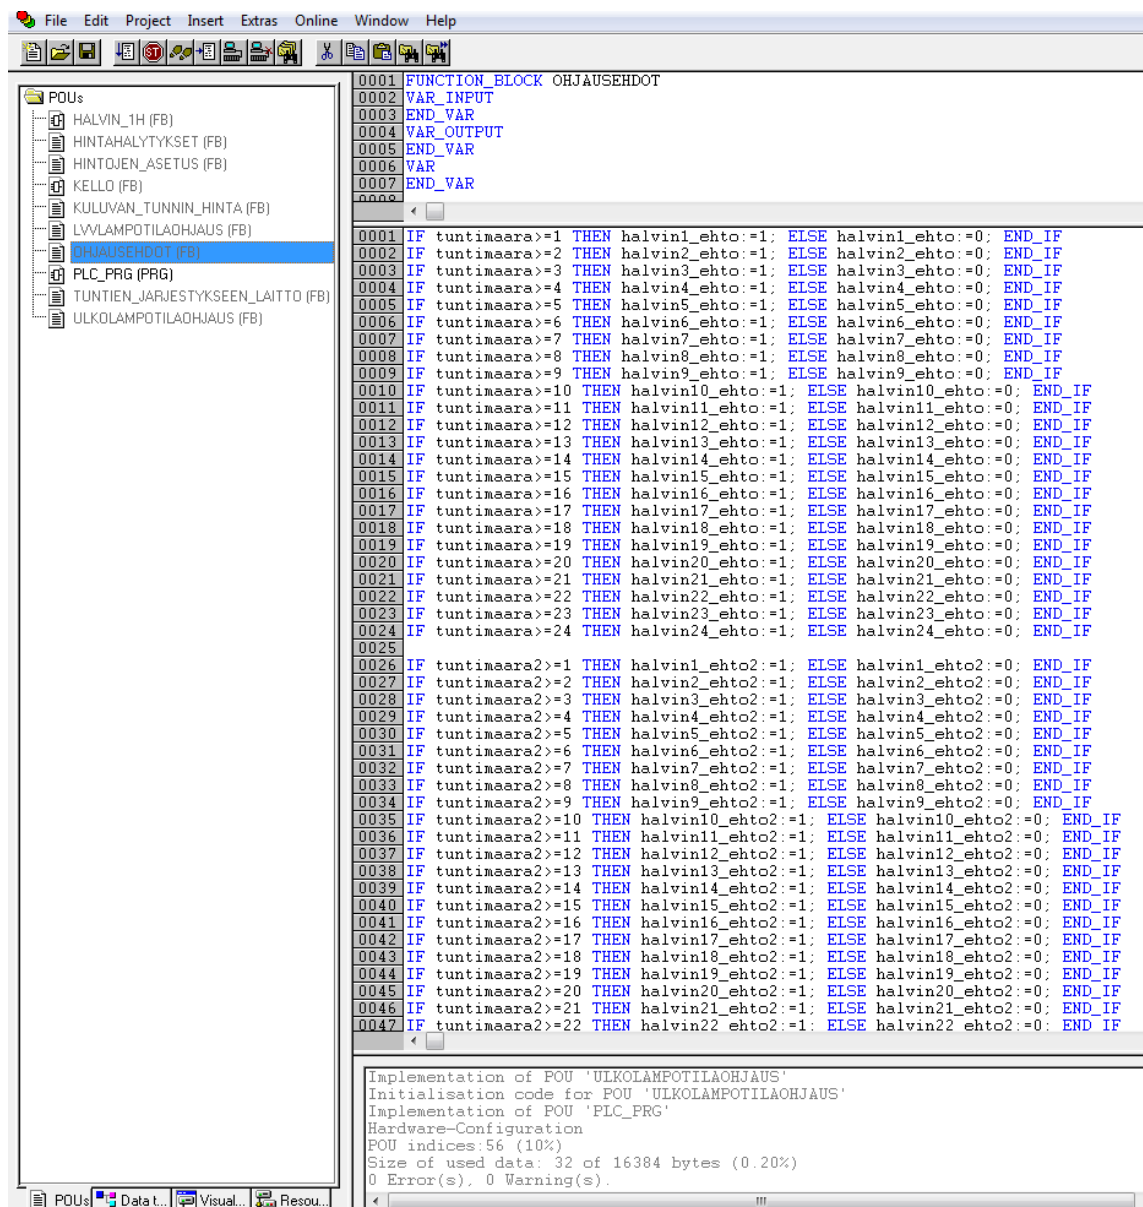 File Edit Project Insert Extras Online Window Help
POUs
HALVIN_1H (FB)
HINTAHALYTYKSET (FB)
HINTOJEN_ASETUS (FB)
KELLO (FB)
KULUVAN_TUNNIN_HINTA (FB)
LVVLAMPOTILAOHJAUS (FB)
OHJAUSEHDOT (FB)
PLC_PRG (PRG)
TUNTIEN_JARJESTYKSEEN_LAITTO (FB)
ULKOLAMPOTILAOHJAUS (FB)
POUs Data t... Visual... Resou...
0001 FUNCTION_BLOCK OHJAUSEHDOT
0002 VAR_INPUT
0003 END_VAR
0004 VAR_OUTPUT
0005 END_VAR
0006 VAR
0007 END_VAR
0008
0001 IF tuntimaara>=1 THEN halvin1_ehto:=1; ELSE halvin1_ehto:=0; END_IF
0002 IF tuntimaara>=2 THEN halvin2_ehto:=1; ELSE halvin2_ehto:=0; END_IF
0003 IF tuntimaara>=3 THEN halvin3_ehto:=1; ELSE halvin3_ehto:=0; END_IF
0004 IF tuntimaara>=4 THEN halvin4_ehto:=1; ELSE halvin4_ehto:=0; END_IF
0005 IF tuntimaara>=5 THEN halvin5_ehto:=1; ELSE halvin5_ehto:=0; END_IF
0006 IF tuntimaara>=6 THEN halvin6_ehto:=1; ELSE halvin6_ehto:=0; END_IF
0007 IF tuntimaara>=7 THEN halvin7_ehto:=1; ELSE halvin7_ehto:=0; END_IF
0008 IF tuntimaara>=8 THEN halvin8_ehto:=1; ELSE halvin8_ehto:=0; END_IF
0009 IF tuntimaara>=9 THEN halvin9_ehto:=1; ELSE halvin9_ehto:=0; END_IF
0010 IF tuntimaara>=10 THEN halvin10_ehto:=1; ELSE halvin10_ehto:=0; END_IF
0011 IF tuntimaara>=11 THEN halvin11_ehto:=1; ELSE halvin11_ehto:=0; END_IF
0012 IF tuntimaara>=12 THEN halvin12_ehto:=1; ELSE halvin12_ehto:=0; END_IF
0013 IF tuntimaara>=13 THEN halvin13_ehto:=1; ELSE halvin13_ehto:=0; END_IF
0014 IF tuntimaara>=14 THEN halvin14_ehto:=1; ELSE halvin14_ehto:=0; END_IF
0015 IF tuntimaara>=15 THEN halvin15_ehto:=1; ELSE halvin15_ehto:=0; END_IF
0016 IF tuntimaara>=16 THEN halvin16_ehto:=1; ELSE halvin16_ehto:=0; END_IF
0017 IF tuntimaara>=17 THEN halvin17_ehto:=1; ELSE halvin17_ehto:=0; END_IF
0018 IF tuntimaara>=18 THEN halvin18_ehto:=1; ELSE halvin18_ehto:=0; END_IF
0019 IF tuntimaara>=19 THEN halvin19_ehto:=1; ELSE halvin19_ehto:=0; END_IF
0020 IF tuntimaara>=20 THEN halvin20_ehto:=1; ELSE halvin20_ehto:=0; END_IF
0021 IF tuntimaara>=21 THEN halvin21_ehto:=1; ELSE halvin21_ehto:=0; END_IF
0022 IF tuntimaara>=22 THEN halvin22_ehto:=1; ELSE halvin22_ehto:=0; END_IF
0023 IF tuntimaara>=23 THEN halvin23_ehto:=1; ELSE halvin23_ehto:=0; END_IF
0024 IF tuntimaara>=24 THEN halvin24_ehto:=1; ELSE halvin24_ehto:=0; END_IF
0025
0026 IF tuntimaara2>=1 THEN halvin1_ehto2:=1; ELSE halvin1_ehto2:=0; END_IF
0027 IF tuntimaara2>=2 THEN halvin2_ehto2:=1; ELSE halvin2_ehto2:=0; END_IF
0028 IF tuntimaara2>=3 THEN halvin3_ehto2:=1; ELSE halvin3_ehto2:=0; END_IF
0029 IF tuntimaara2>=4 THEN halvin4_ehto2:=1; ELSE halvin4_ehto2:=0; END_IF
0030 IF tuntimaara2>=5 THEN halvin5_ehto2:=1; ELSE halvin5_ehto2:=0; END_IF
0031 IF tuntimaara2>=6 THEN halvin6_ehto2:=1; ELSE halvin6_ehto2:=0; END_IF
0032 IF tuntimaara2>=7 THEN halvin7_ehto2:=1; ELSE halvin7_ehto2:=0; END_IF
0033 IF tuntimaara2>=8 THEN halvin8_ehto2:=1; ELSE halvin8_ehto2:=0; END_IF
0034 IF tuntimaara2>=9 THEN halvin9_ehto2:=1; ELSE halvin9_ehto2:=0; END_IF
0035 IF tuntimaara2>=10 THEN halvin10_ehto2:=1; ELSE halvin10_ehto2:=0; END_IF
0036 IF tuntimaara2>=11 THEN halvin11_ehto2:=1; ELSE halvin11_ehto2:=0; END_IF
0037 IF tuntimaara2>=12 THEN halvin12_ehto2:=1; ELSE halvin12_ehto2:=0; END_IF
0038 IF tuntimaara2>=13 THEN halvin13_ehto2:=1; ELSE halvin13_ehto2:=0; END_IF
0039 IF tuntimaara2>=14 THEN halvin14_ehto2:=1; ELSE halvin14_ehto2:=0; END_IF
0040 IF tuntimaara2>=15 THEN halvin15_ehto2:=1; ELSE halvin15_ehto2:=0; END_IF
0041 IF tuntimaara2>=16 THEN halvin16_ehto2:=1; ELSE halvin16_ehto2:=0; END_IF
0042 IF tuntimaara2>=17 THEN halvin17_ehto2:=1; ELSE halvin17_ehto2:=0; END_IF
0043 IF tuntimaara2>=18 THEN halvin18_ehto2:=1; ELSE halvin18_ehto2:=0; END_IF
0044 IF tuntimaara2>=19 THEN halvin19_ehto2:=1; ELSE halvin19_ehto2:=0; END_IF
0045 IF tuntimaara2>=20 THEN halvin20_ehto2:=1; ELSE halvin20_ehto2:=0; END_IF
0046 IF tuntimaara2>=21 THEN halvin21_ehto2:=1; ELSE halvin21_ehto2:=0; END_IF
0047 IF tuntimaara2>=22 THEN halvin22_ehto2:=1; ELSE halvin22_ehto2:=0; END_IF
Implementation of POU 'ULKOLAMPOTILAOHJAUS'
Initialisation code for POU 'ULKOLAMPOTILAOHJAUS'
Implementation of POU 'PLC_PRG'
Hardware-Configuration
POU indices:56 (10%)
Size of used data: 32 of 16384 bytes (0.20%)
0 Error(s), 0 Warning(s).